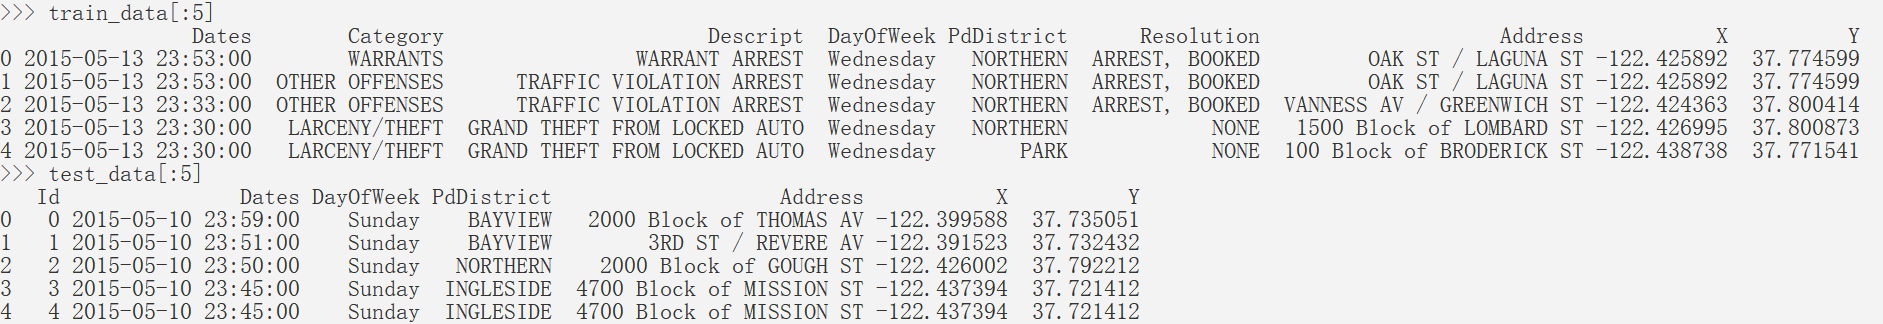 >>> train_data[:5]
Dates Category Descript DayOfWeek PdDistrict Resolution Address X Y
0 2015-05-13 23:53:00 WARRANTS WARRANT ARREST Wednesday NORTHERN ARREST, BOOKED OAK ST / LAGUNA ST -122.425892 37.774599
1 2015-05-13 23:53:00 OTHER OFFENSES TRAFFIC VIOLATION ARREST Wednesday NORTHERN ARREST, BOOKED OAK ST / LAGUNA ST -122.425892 37.774599
2 2015-05-13 23:33:00 OTHER OFFENSES TRAFFIC VIOLATION ARREST Wednesday NORTHERN ARREST, BOOKED VANNESS AV / GREENWICH ST -122.424363 37.800414
3 2015-05-13 23:30:00 LARCENY/THEFT GRAND THEFT FROM LOCKED AUTO Wednesday NORTHERN NONE 1500 Block of LOMBARD ST -122.426995 37.800873
4 2015-05-13 23:30:00 LARCENY/THEFT GRAND THEFT FROM LOCKED AUTO Wednesday PARK NONE 100 Block of BRODERICK ST -122.438738 37.771541
>>> test_data[:5]
Id Dates DayOfWeek PdDistrict Address X Y
0 0 2015-05-10 23:59:00 Sunday BAYVIEW 2000 Block of THOMAS AV -122.399588 37.735051
1 1 2015-05-10 23:51:00 Sunday BAYVIEW 3RD ST / REVERE AV -122.391523 37.732432
2 2 2015-05-10 23:50:00 Sunday NORTHERN 2000 Block of GOUGH ST -122.426002 37.792212
3 3 2015-05-10 23:45:00 Sunday INGLESIDE 4700 Block of MISSION ST -122.437394 37.721412
4 4 2015-05-10 23:45:00 Sunday INGLESIDE 4700 Block of MISSION ST -122.437394 37.721412